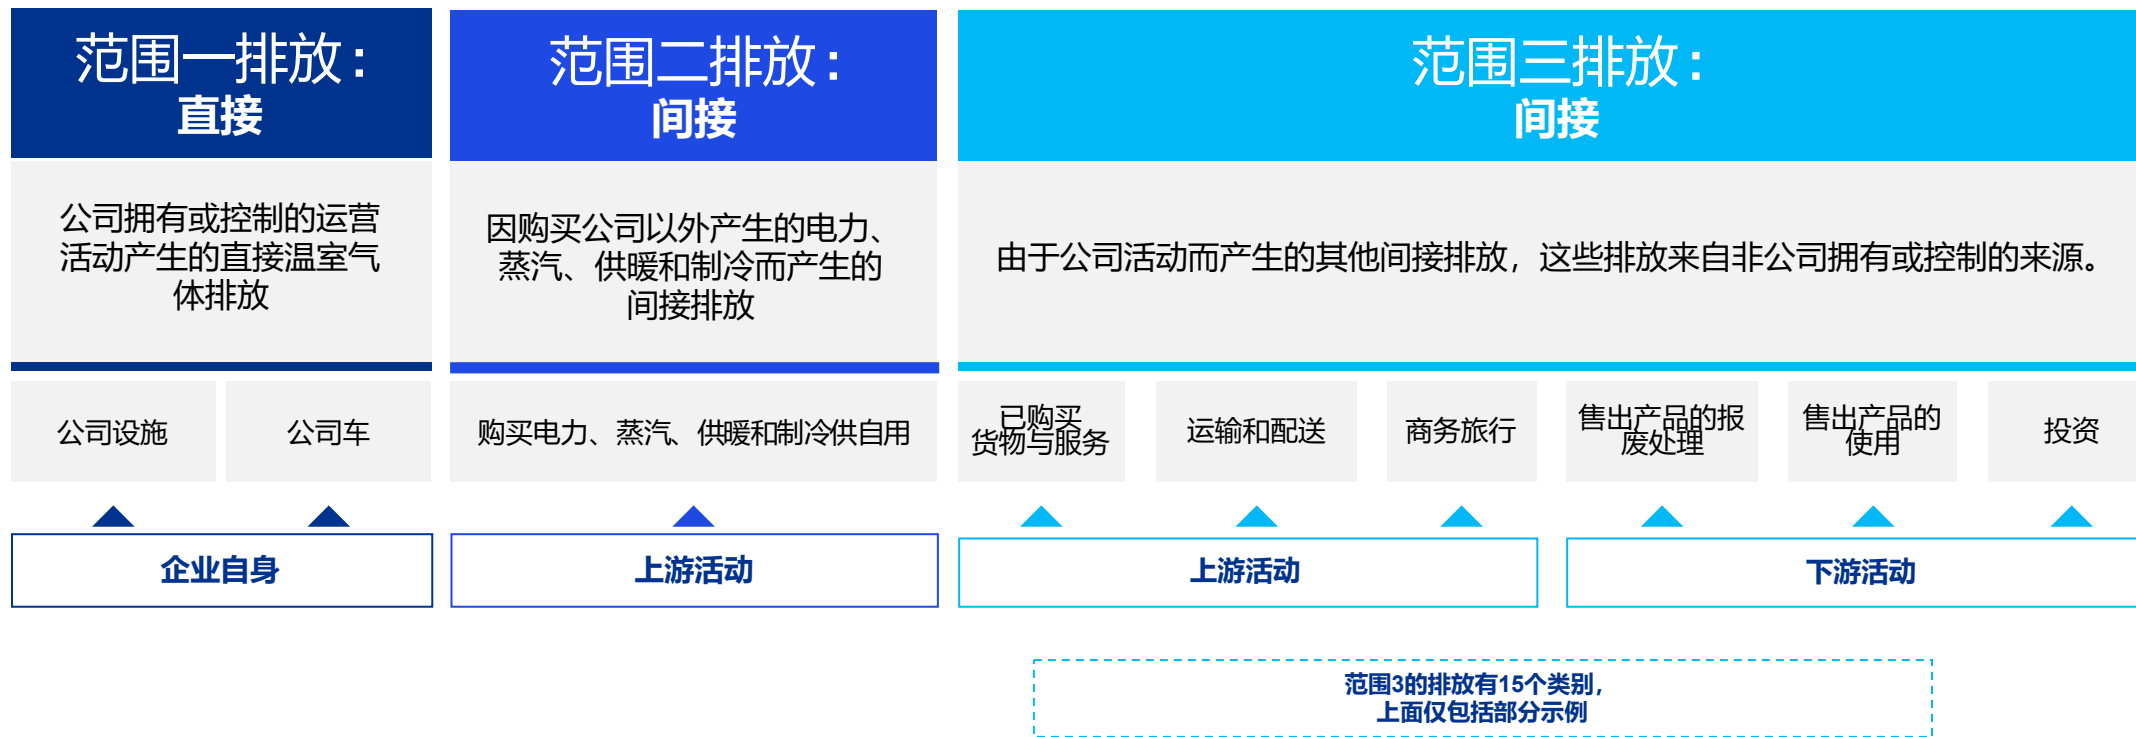 范围一排放：
直接
范围二排放：
间接
范围三排放：
间接
公司拥有或控制的运营
活动产生的直接温室气
体排放
因购买公司以外产生的电力、
蒸汽、供暖和制冷而产生的
间接排放
由于公司活动而产生的其他间接排放，这些排放来自非公司拥有或控制的来源。
公司设施
公司车
购买电力、蒸汽、供暖和制冷供自用
已购买
货物与服务
运输和配送
商务旅行
售出产品的报
废处理
售出产品的
使用
投资
企业自身
上游活动
上游活动
下游活动
范围3的排放有15个类别，
上面仅包括部分示例